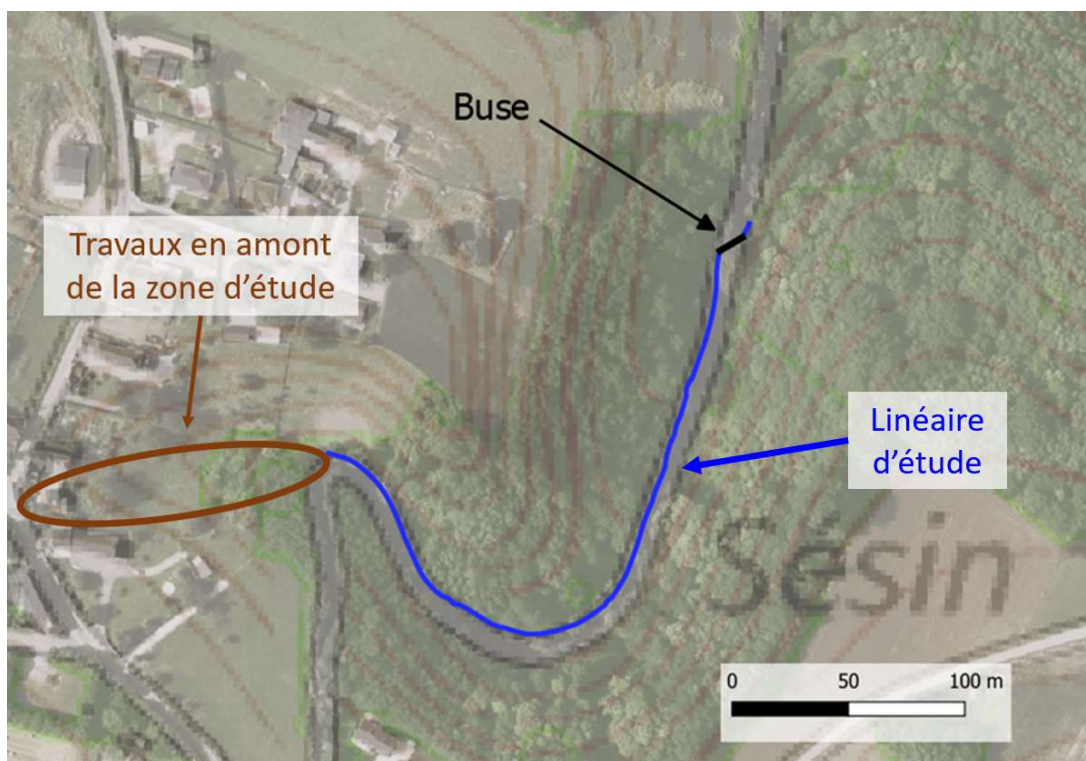 Buse
Travaux en amont
de la zone d’étude
Linéaire
d’étude
Sésin
0 50 100 m